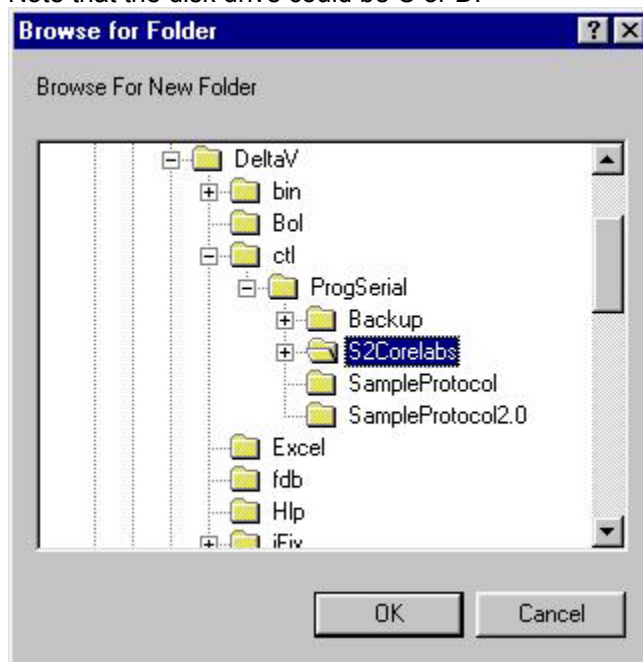 Note that the disk drive could be C or D.
Browse for Folder
Browse For New Folder
DeltaV
bin
Bol
ctl
ProgSerial
Backup
S2Corelabs
SampleProtocol
SampleProtocol2.0
Excel
fdb
Hlp
iFix
OK Cancel